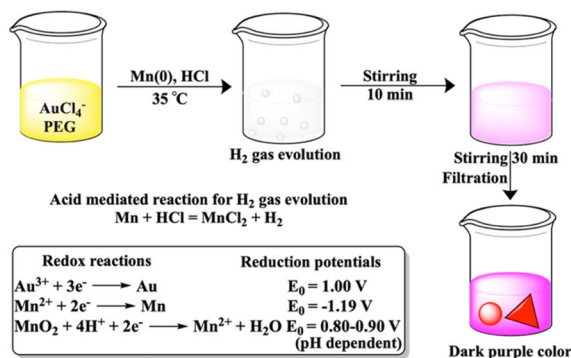 AuCl₄⁻
PEG
Mn(0), HCl
35 °C
H₂ gas evolution
Stirring
10 min
Stirring 30 min
Filtration
Dark purple color
Acid mediated reaction for H₂ gas evolution
Mn + HCl = MnCl₂ + H₂
Redox reactions Reduction potentials
Au³⁺ + 3e⁻ ⟶ Au E₀ = 1.00 V
Mn²⁺ + 2e⁻ ⟶ Mn E₀ = -1.19 V
MnO₂ + 4H⁺ + 2e⁻ ⟶ Mn²⁺ + H₂O E₀ = 0.80-0.90 V
(pH dependent)